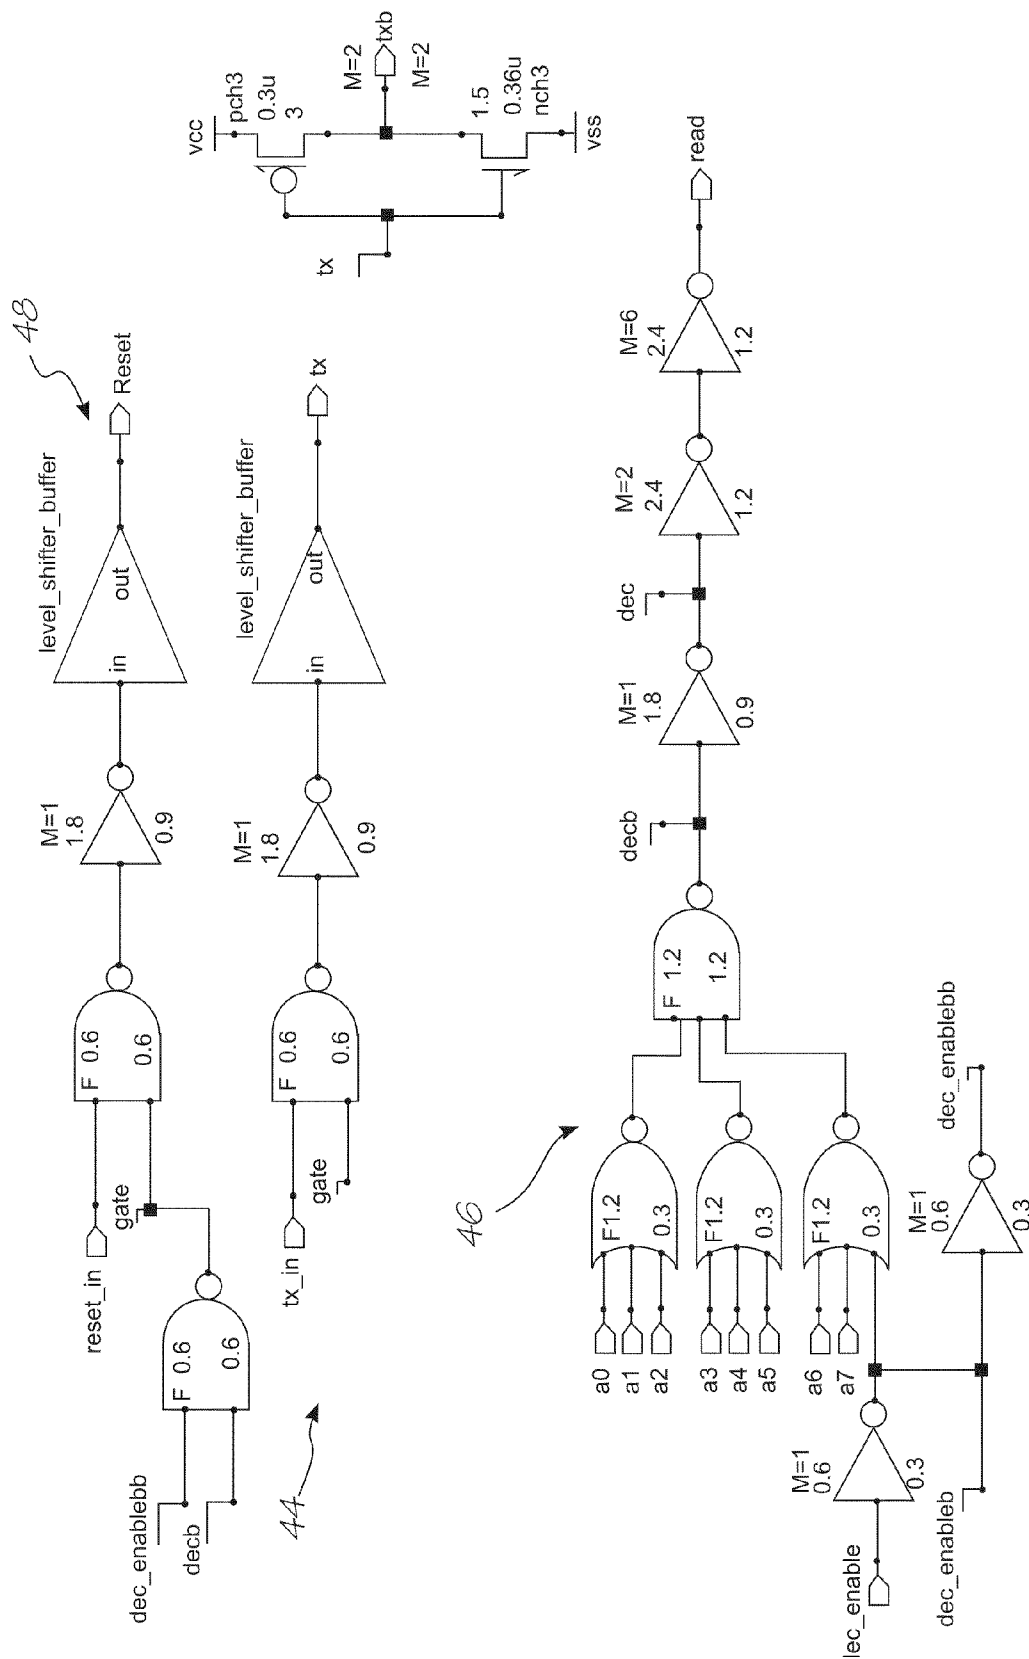 48
level_shifter_buffer
Reset
M=1
1.8
0.9
in
out
F 0.6
0.6
reset_in
gate
dec_enablebb
decb
F 0.6
0.6
44
level_shifter_buffer
tx
M=1
1.8
0.9
in
out
F 0.6
0.6
tx_in
gate
vcc
pch3
0.3u
3
M=2
txb
M=2
1.5
0.36u
nch3
vss
tx
46
a0
a1
a2
F1.2
0.3
a3
a4
a5
F1.2
0.3
a6
a7
F1.2
0.3
F 1.2
1.2
decb
M=1
1.8
0.9
dec
M=2
2.4
1.2
M=6
2.4
1.2
read
lec_enable
M=1
0.6
0.3
dec_enableb
M=1
0.6
0.3
dec_enablebb